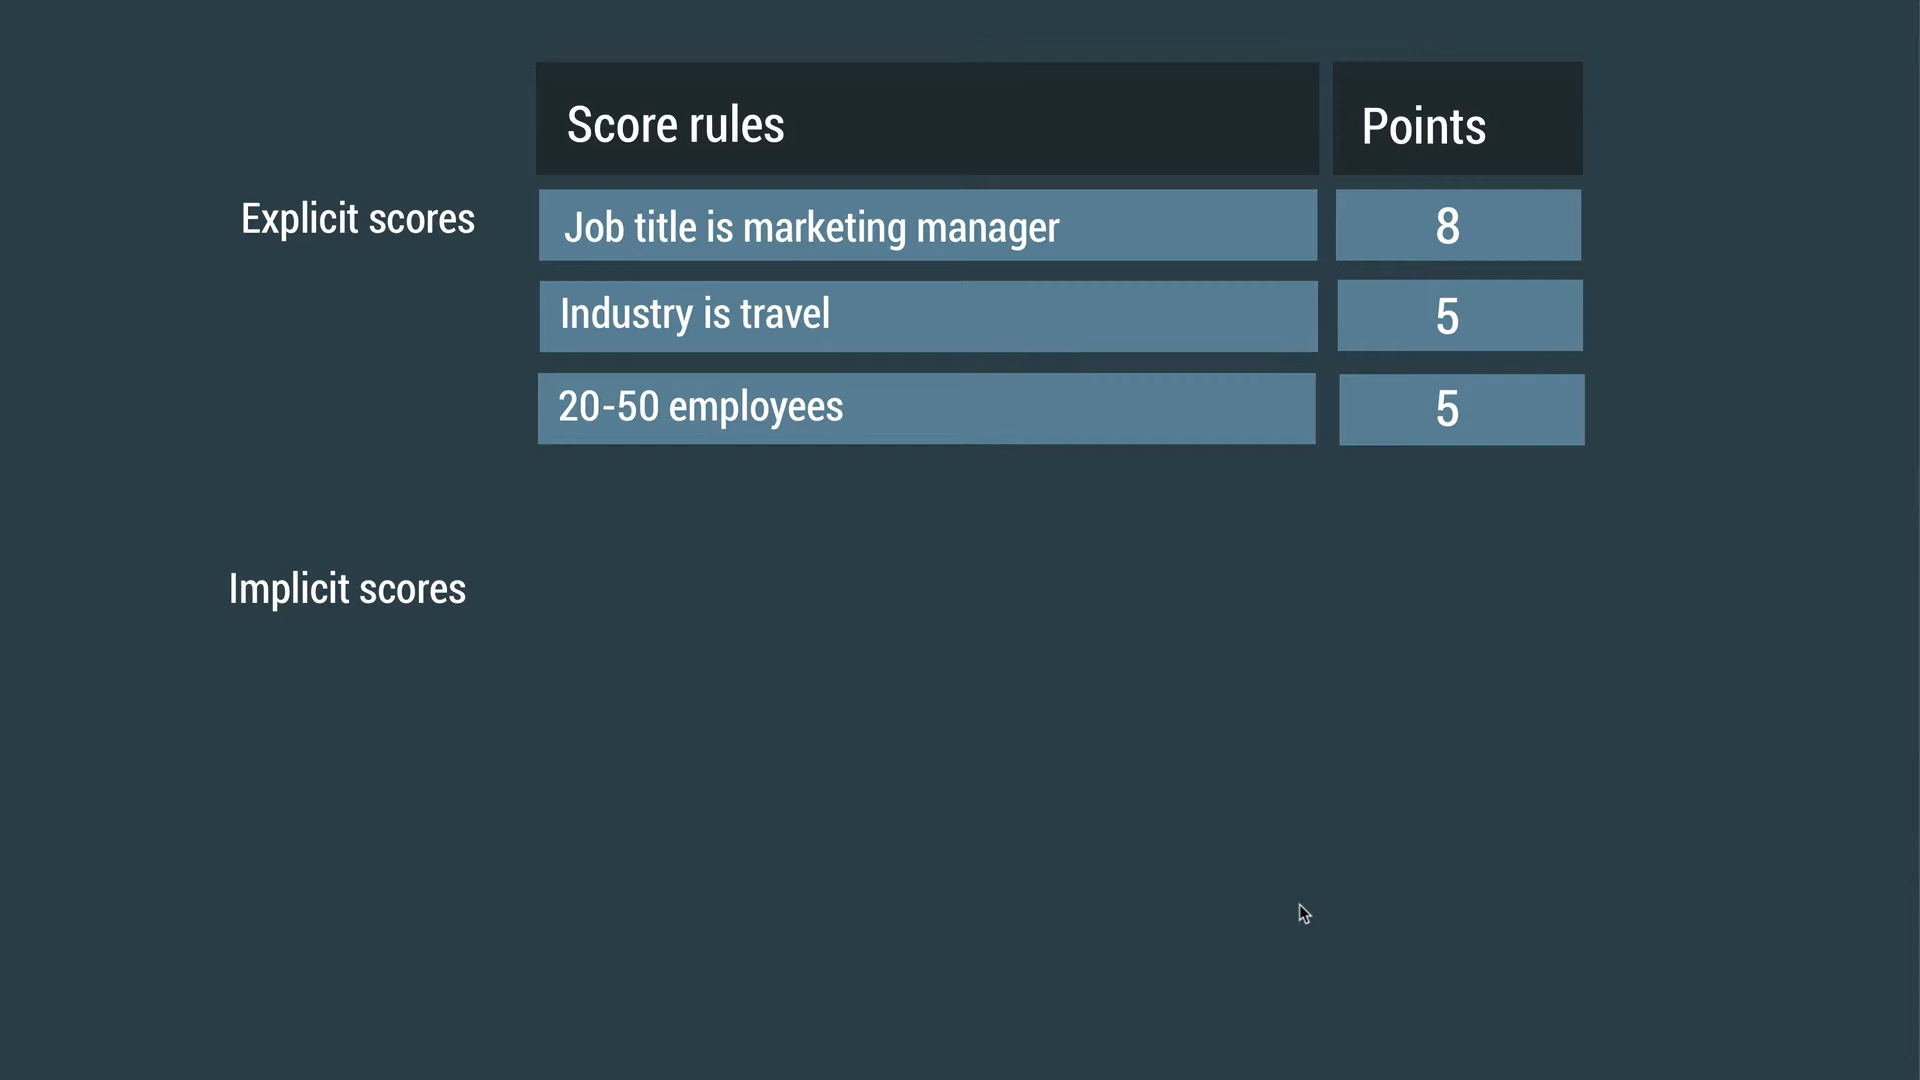 Score rules Points
Explicit scores Job title is marketing manager 8
Industry is travel 5
20-50 employees 5
Implicit scores